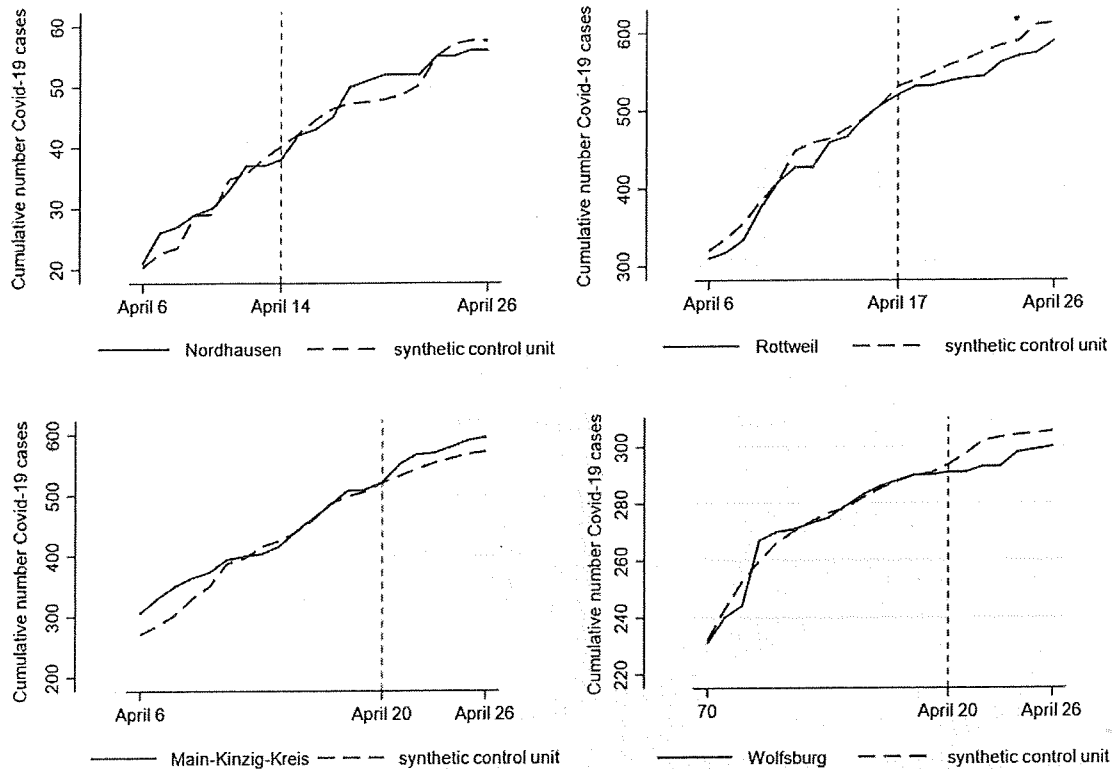 Cumulative number Covid-19 cases
60
50
40
30
20
April 6
April 14
April 26
Nordhausen
synthetic control unit
Cumulative number Covid-19 cases
600
500
400
300
April 6
April 17
April 26
Rottweil
synthetic control unit
Cumulative number Covid-19 cases
600
500
400
300
200
April 6
April 20
April 26
Main-Kinzig-Kreis
synthetic control unit
Cumulative number Covid-19 cases
300
280
260
240
220
70
April 20
April 26
Wolfsburg
synthetic control unit